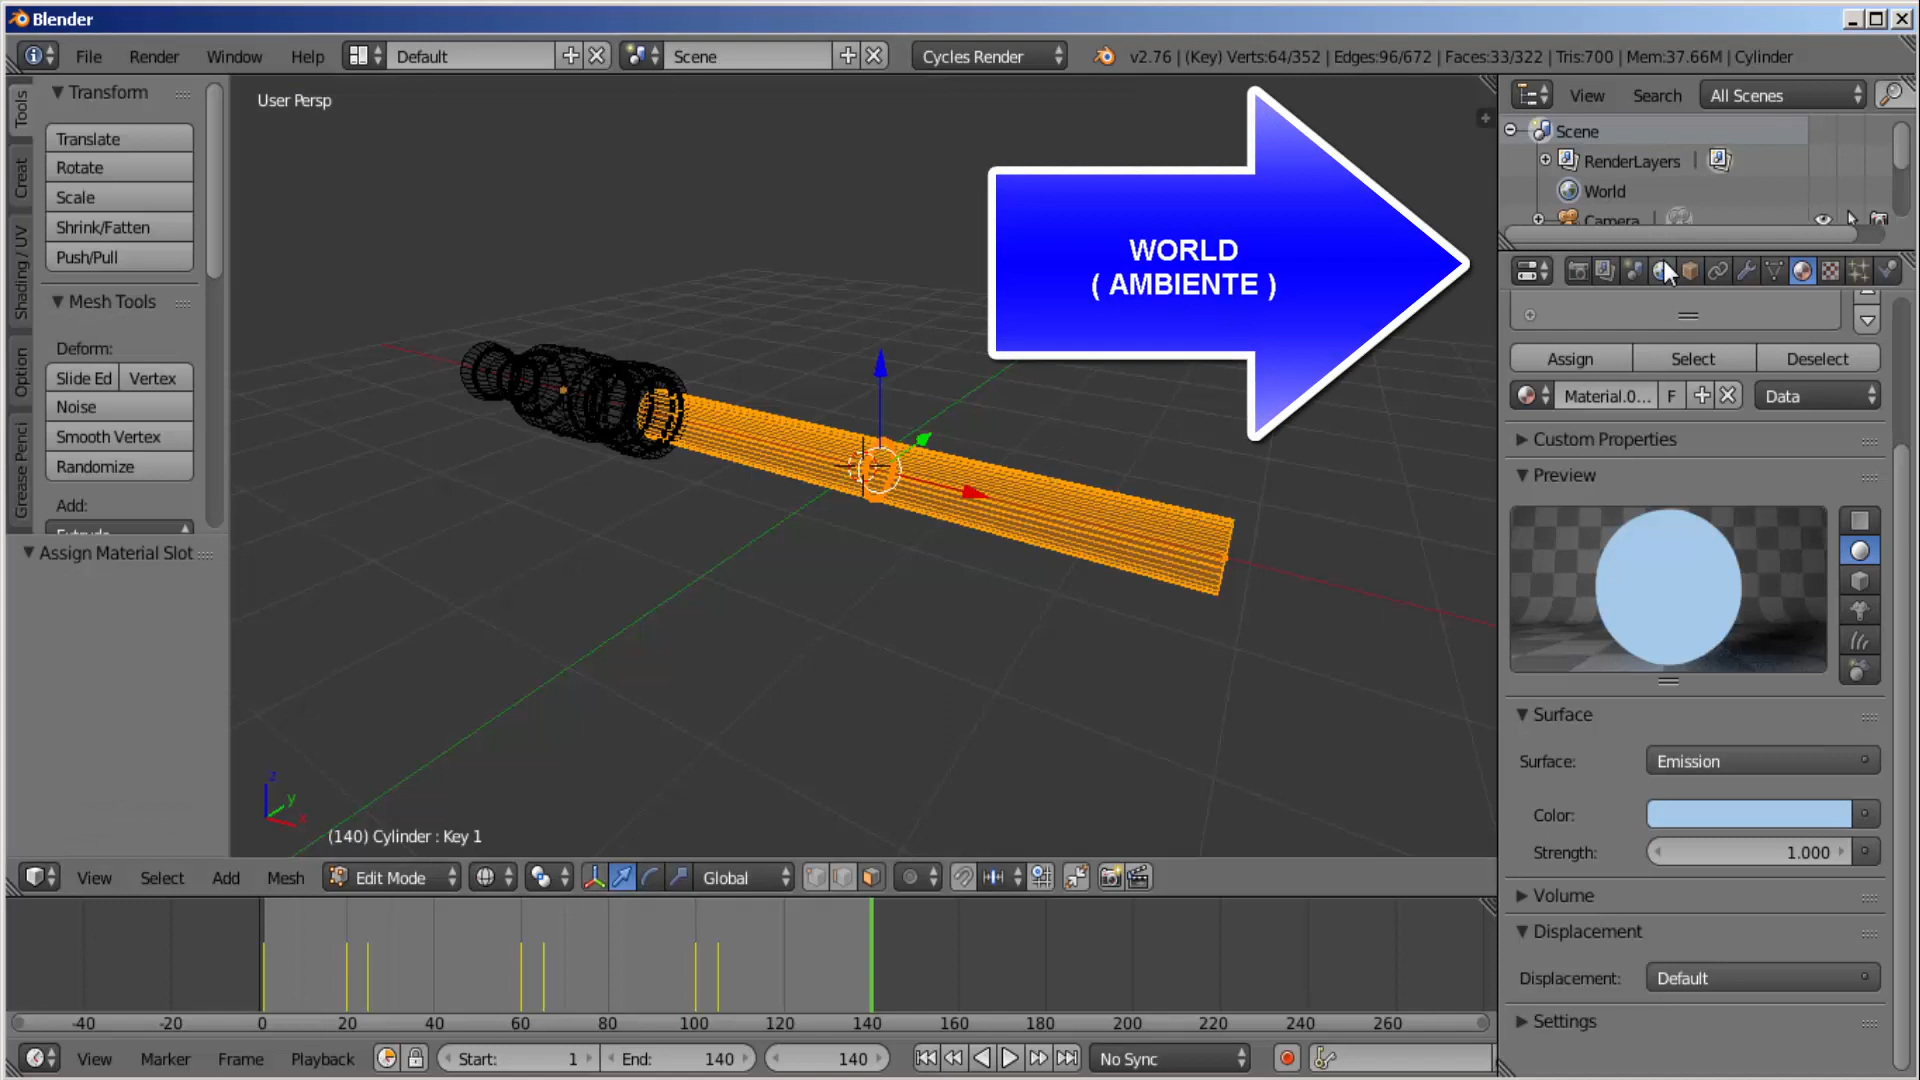 Blender
File Render Window Help Default Scene Cycles Render v2.76 | (Key) Verts:64/352 | Edges:96/672 | Faces:33/322 | Tris:700 | Mem:37.66M | Cylinder
Tools
Creat
Shading / UV
Option
Grease Penci
Transform
Translate
Rotate
Scale
Shrink/Fatten
Push/Pull
Mesh Tools
Deform:
Slide Ed Vertex
Noise
Smooth Vertex
Randomize
Add:
Extrude
Assign Material Slot
User Persp
WORLD
( AMBIENTE )
z
y
x
(140) Cylinder : Key 1
View Select Add Mesh Edit Mode Global
-40 -20 0 20 40 60 80 100 120 140 160 180 200 220 240 260
View Marker Frame Playback Start: 1 End: 140 140 No Sync
View Search All Scenes
Scene
RenderLayers |
World
Camera |
Assign Select Deselect
Material.0... F Data
Custom Properties
Preview
Surface
Surface: Emission
Color:
Strength: 1.000
Volume
Displacement
Displacement: Default
Settings